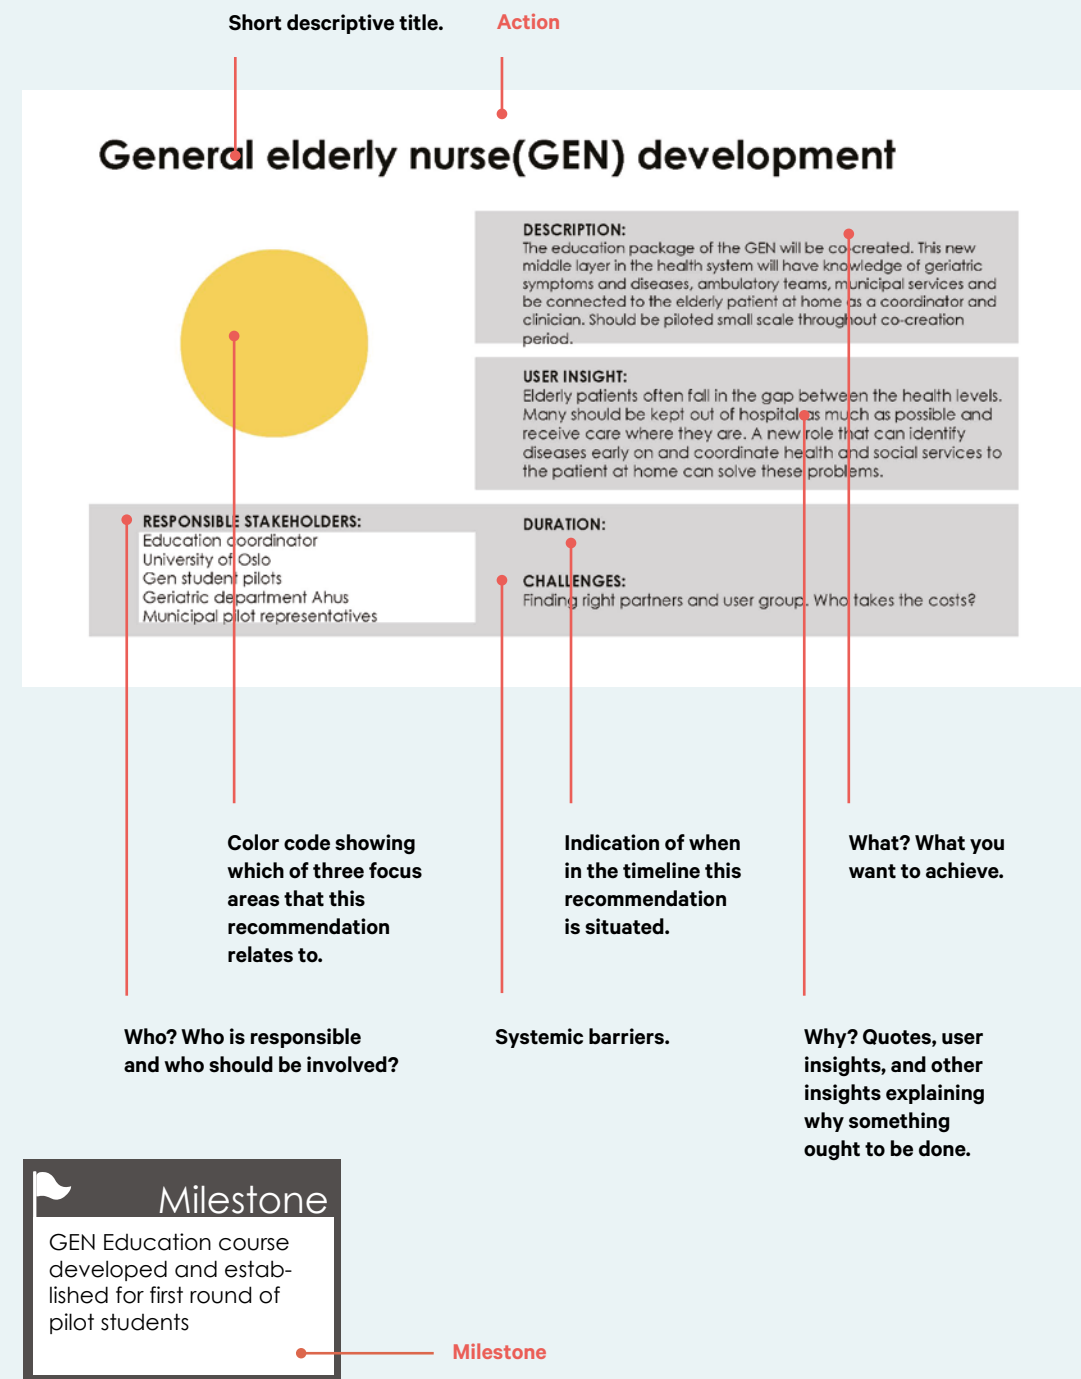 Short descriptive title.
Action
General elderly nurse(GEN) development
DESCRIPTION:
The education package of the GEN will be co-created. This new
middle layer in the health system will have knowledge of geriatric
symptoms and diseases, ambulatory teams, municipal services and
be connected to the elderly patient at home as a coordinator and
clinician. Should be piloted small scale throughout co-creation
period.
USER INSIGHT:
Elderly patients often fall in the gap between the health levels.
Many should be kept out of hospital as much as possible and
receive care where they are. A new role that can identify
diseases early on and coordinate health and social services to
the patient at home can solve these problems.
RESPONSIBLE STAKEHOLDERS:
Education coordinator
University of Oslo
Gen student pilots
Geriatric department Ahus
Municipal pilot representatives
DURATION:
CHALLENGES:
Finding right partners and user group. Who takes the costs?
Color code showing
which of three focus
areas that this
recommendation
relates to.
Indication of when
in the timeline this
recommendation
is situated.
What? What you
want to achieve.
Who? Who is responsible
and who should be involved?
Systemic barriers.
Why? Quotes, user
insights, and other
insights explaining
why something
ought to be done.
Milestone
GEN Education course
developed and estab-
lished for first round of
pilot students
Milestone